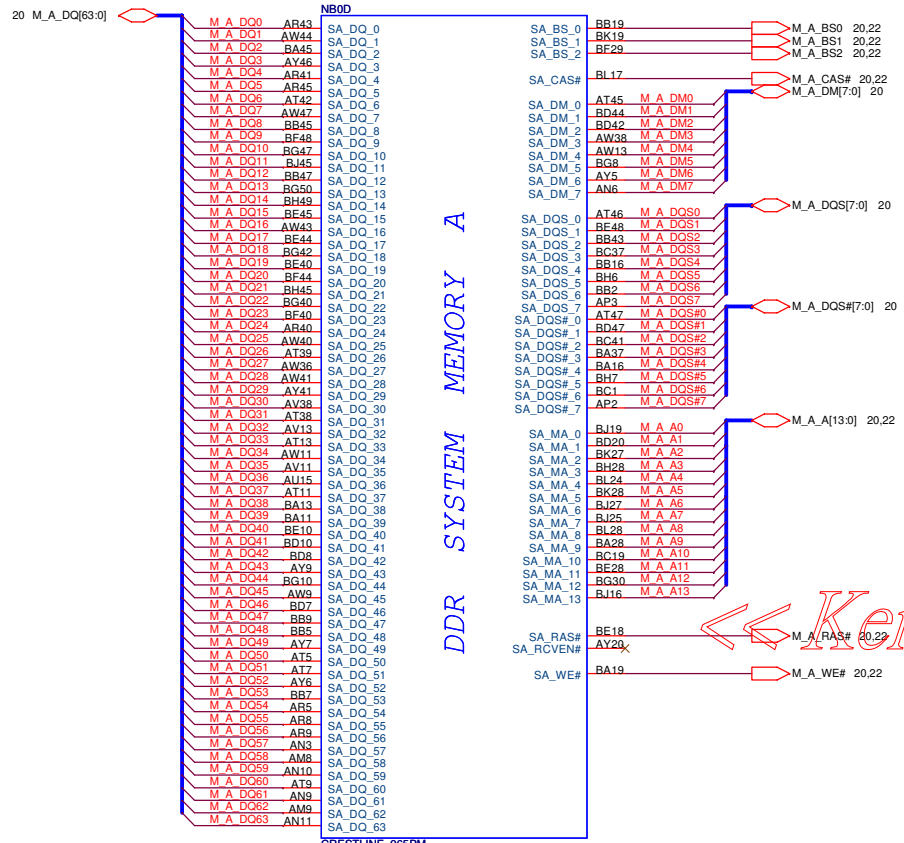 NB0D
20 M_A_DQ[63:0]
M_A_DQ0 AR43 SA_DQ_0
M_A_DQ1 AW44 SA_DQ_1
M_A_DQ2 BA45 SA_DQ_2
M_A_DQ3 AY46 SA_DQ_3
M_A_DQ4 AR41 SA_DQ_4
M_A_DQ5 AR45 SA_DQ_5
M_A_DQ6 AT42 SA_DQ_6
M_A_DQ7 AW47 SA_DQ_7
M_A_DQ8 BB45 SA_DQ_8
M_A_DQ9 BF48 SA_DQ_9
M_A_DQ10 BG47 SA_DQ_10
M_A_DQ11 BJ45 SA_DQ_11
M_A_DQ12 BB47 SA_DQ_12
M_A_DQ13 BG50 SA_DQ_13
M_A_DQ14 BH49 SA_DQ_14
M_A_DQ15 BE45 SA_DQ_15
M_A_DQ16 AW43 SA_DQ_16
M_A_DQ17 BE44 SA_DQ_17
M_A_DQ18 BG42 SA_DQ_18
M_A_DQ19 BE40 SA_DQ_19
M_A_DQ20 BF44 SA_DQ_20
M_A_DQ21 BH45 SA_DQ_21
M_A_DQ22 BG40 SA_DQ_22
M_A_DQ23 BF40 SA_DQ_23
M_A_DQ24 AR40 SA_DQ_24
M_A_DQ25 AW40 SA_DQ_25
M_A_DQ26 AT39 SA_DQ_26
M_A_DQ27 AW36 SA_DQ_27
M_A_DQ28 AW41 SA_DQ_28
M_A_DQ29 AY41 SA_DQ_29
M_A_DQ30 AV38 SA_DQ_30
M_A_DQ31 AT38 SA_DQ_31
M_A_DQ32 AV13 SA_DQ_32
M_A_DQ33 AT13 SA_DQ_33
M_A_DQ34 AW11 SA_DQ_34
M_A_DQ35 AV11 SA_DQ_35
M_A_DQ36 AU15 SA_DQ_36
M_A_DQ37 AT11 SA_DQ_37
M_A_DQ38 BA13 SA_DQ_38
M_A_DQ39 BA11 SA_DQ_39
M_A_DQ40 BE10 SA_DQ_40
M_A_DQ41 BD10 SA_DQ_41
M_A_DQ42 BD8 SA_DQ_42
M_A_DQ43 AY9 SA_DQ_43
M_A_DQ44 BG10 SA_DQ_44
M_A_DQ45 AW9 SA_DQ_45
M_A_DQ46 BD7 SA_DQ_46
M_A_DQ47 BB9 SA_DQ_47
M_A_DQ48 BB5 SA_DQ_48
M_A_DQ49 AY7 SA_DQ_49
M_A_DQ50 AT5 SA_DQ_50
M_A_DQ51 AT7 SA_DQ_51
M_A_DQ52 AY6 SA_DQ_52
M_A_DQ53 BB7 SA_DQ_53
M_A_DQ54 AR5 SA_DQ_54
M_A_DQ55 AR8 SA_DQ_55
M_A_DQ56 AR9 SA_DQ_56
M_A_DQ57 AN3 SA_DQ_57
M_A_DQ58 AM8 SA_DQ_58
M_A_DQ59 AN10 SA_DQ_59
M_A_DQ60 AT9 SA_DQ_60
M_A_DQ61 AN9 SA_DQ_61
M_A_DQ62 AM9 SA_DQ_62
M_A_DQ63 AN11 SA_DQ_63
DDR SYSTEM MEMORY A
SA_BS_0 BB19 M_A_BS0 20,22
SA_BS_1 BK19 M_A_BS1 20,22
SA_BS_2 BF29 M_A_BS2 20,22
SA_CAS# BL17 M_A_CAS# 20,22
M_A_DM[7:0] 20
SA_DM_0 AT45 M_A_DM0
SA_DM_1 BD44 M_A_DM1
SA_DM_2 BD42 M_A_DM2
SA_DM_3 AW38 M_A_DM3
SA_DM_4 AW13 M_A_DM4
SA_DM_5 BG8 M_A_DM5
SA_DM_6 AY5 M_A_DM6
SA_DM_7 AN6 M_A_DM7
M_A_DQS[7:0] 20
SA_DQS_0 AT46 M_A_DQS0
SA_DQS_1 BE48 M_A_DQS1
SA_DQS_2 BB43 M_A_DQS2
SA_DQS_3 BC37 M_A_DQS3
SA_DQS_4 BB16 M_A_DQS4
SA_DQS_5 BH6 M_A_DQS5
SA_DQS_6 BB2 M_A_DQS6
SA_DQS_7 AP3 M_A_DQS7
M_A_DQS#[7:0] 20
SA_DQS#_0 AT47 M_A_DQS#0
SA_DQS#_1 BD47 M_A_DQS#1
SA_DQS#_2 BC41 M_A_DQS#2
SA_DQS#_3 BA37 M_A_DQS#3
SA_DQS#_4 BA16 M_A_DQS#4
SA_DQS#_5 BH7 M_A_DQS#5
SA_DQS#_6 BC1 M_A_DQS#6
SA_DQS#_7 AP2 M_A_DQS#7
M_A_A[13:0] 20,22
SA_MA_0 BJ19 M_A_A0
SA_MA_1 BD20 M_A_A1
SA_MA_2 BK27 M_A_A2
SA_MA_3 BH28 M_A_A3
SA_MA_4 BL24 M_A_A4
SA_MA_5 BK28 M_A_A5
SA_MA_6 BJ27 M_A_A6
SA_MA_7 BJ25 M_A_A7
SA_MA_8 BL28 M_A_A8
SA_MA_9 BA28 M_A_A9
SA_MA_10 BC19 M_A_A10
SA_MA_11 BE28 M_A_A11
SA_MA_12 BG30 M_A_A12
SA_MA_13 BJ16 M_A_A13
<< Ker
SA_RAS# BE18 M_A_RAS# 20,22
SA_RCVEN# AY20
SA_WE# BA19 M_A_WE# 20,22
CRESTLINE_965PM